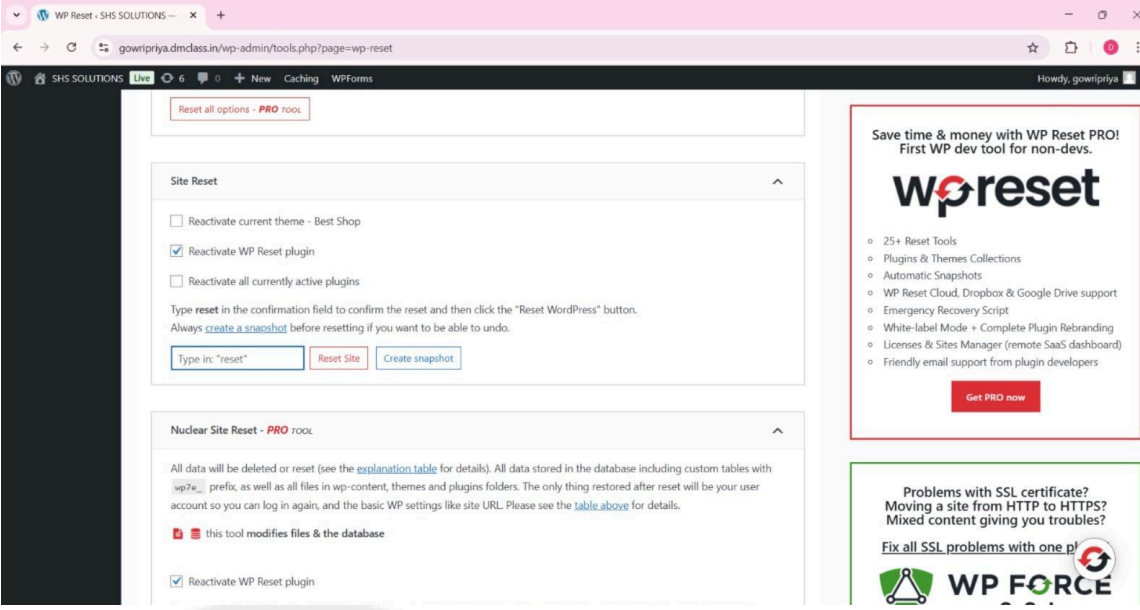 WP Reset ‹ SHS SOLUTIONS —
gowripriya.dmclass.in/wp-admin/tools.php?page=wp-reset
D
SHS SOLUTIONS Live 6 0 New Caching WPForms Howdy, gowripriya
Reset all options - PRO TOOL
Site Reset
Reactivate current theme - Best Shop
Reactivate WP Reset plugin
Reactivate all currently active plugins
Type reset in the confirmation field to confirm the reset and then click the "Reset WordPress" button.
Always create a snapshot before resetting if you want to be able to undo.
Type in: "reset" Reset Site Create snapshot
Nuclear Site Reset - PRO TOOL
All data will be deleted or reset (see the explanation table for details). All data stored in the database including custom tables with
wp7e_ prefix, as well as all files in wp-content, themes and plugins folders. The only thing restored after reset will be your user
account so you can log in again, and the basic WP settings like site URL. Please see the table above for details.
this tool modifies files & the database
Reactivate WP Reset plugin
Save time & money with WP Reset PRO!
First WP dev tool for non-devs.
wpreset
25+ Reset Tools
Plugins & Themes Collections
Automatic Snapshots
WP Reset Cloud, Dropbox & Google Drive support
Emergency Recovery Script
White-label Mode + Complete Plugin Rebranding
Licenses & Sites Manager (remote SaaS dashboard)
Friendly email support from plugin developers
Get PRO now
Problems with SSL certificate?
Moving a site from HTTP to HTTPS?
Mixed content giving you troubles?
Fix all SSL problems with one
WP FORCE